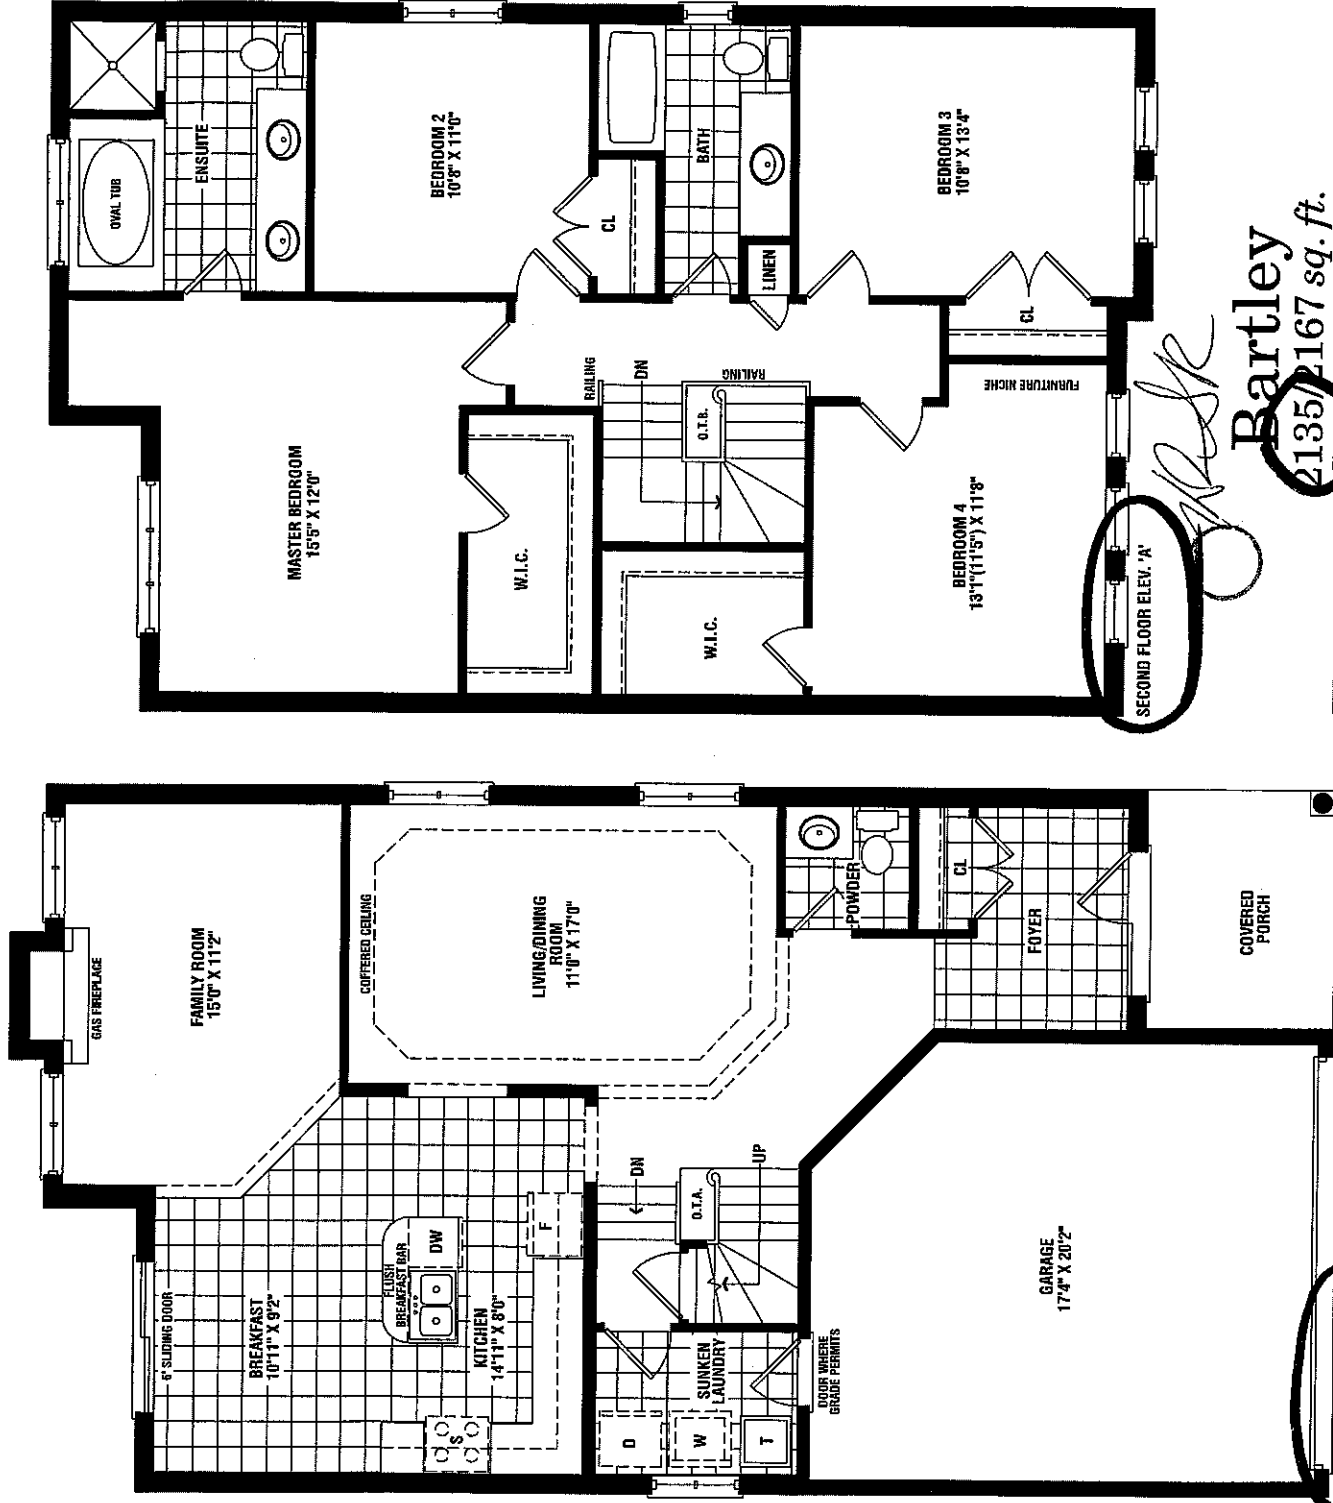 OVAL TUB
ENSUITE
BEDROOM 2
10'8" X 11'0"
BATH
BEDROOM 3
10'8" X 13'4"
CL
LINEN
CL
MASTER BEDROOM
15'5" X 12'0"
W.I.C.
RAILING
DN
RAILING
O.T.B.
FURNITURE NICHE
W.I.C.
BEDROOM 4
13'1"(11'5") X 11'8"
SECOND FLOOR ELEV. 'A'
Bartley
2135/2167 sq. ft.
GAS FIREPLACE
FAMILY ROOM
15'0" X 11'2"
COFFERED CEILING
LIVING/DINING
ROOM
11'0" X 17'0"
POWDER
CL
FOYER
COVERED
PORCH
6' SLIDING DOOR
BREAKFAST
10'11" X 9'2"
FLUSH
BREAKFAST BAR
DW
KITCHEN
14'11" X 8'0"
F
S
DN
UP
O.T.A.
SUNKEN
LAUNDRY
D
W
T
DOOR WHERE
GRADE PERMITS
GARAGE
17'4" X 20'2"